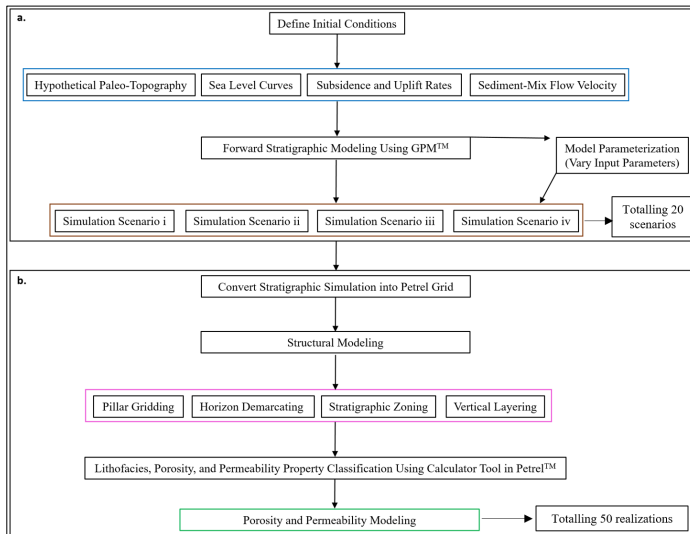 a.
Define Initial Conditions
Hypothetical Paleo-Topography
Sea Level Curves
Subsidence and Uplift Rates
Sediment-Mix Flow Velocity
Forward Stratigraphic Modeling Using GPM™
Model Parameterization
(Vary Input Parameters)
Simulation Scenario i
Simulation Scenario ii
Simulation Scenario iii
Simulation Scenario iv
Totalling 20
scenarios
b.
Convert Stratigraphic Simulation into Petrel Grid
Structural Modeling
Pillar Gridding
Horizon Demarcating
Stratigraphic Zoning
Vertical Layering
Lithofacies, Porosity, and Permeability Property Classification Using Calculator Tool in Petrel™
Porosity and Permeability Modeling
Totalling 50 realizations